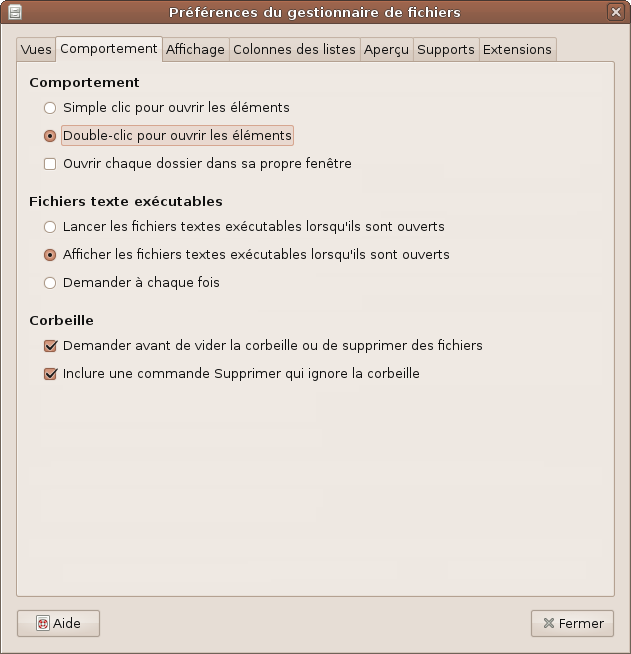 Préférences du gestionnaire de fichiers
Vues Comportement Affichage Colonnes des listes Aperçu Supports Extensions
Comportement
Simple clic pour ouvrir les éléments
Double-clic pour ouvrir les éléments
Ouvrir chaque dossier dans sa propre fenêtre
Fichiers texte exécutables
Lancer les fichiers textes exécutables lorsqu'ils sont ouverts
Afficher les fichiers textes exécutables lorsqu'ils sont ouverts
Demander à chaque fois
Corbeille
Demander avant de vider la corbeille ou de supprimer des fichiers
Inclure une commande Supprimer qui ignore la corbeille
Aide Fermer